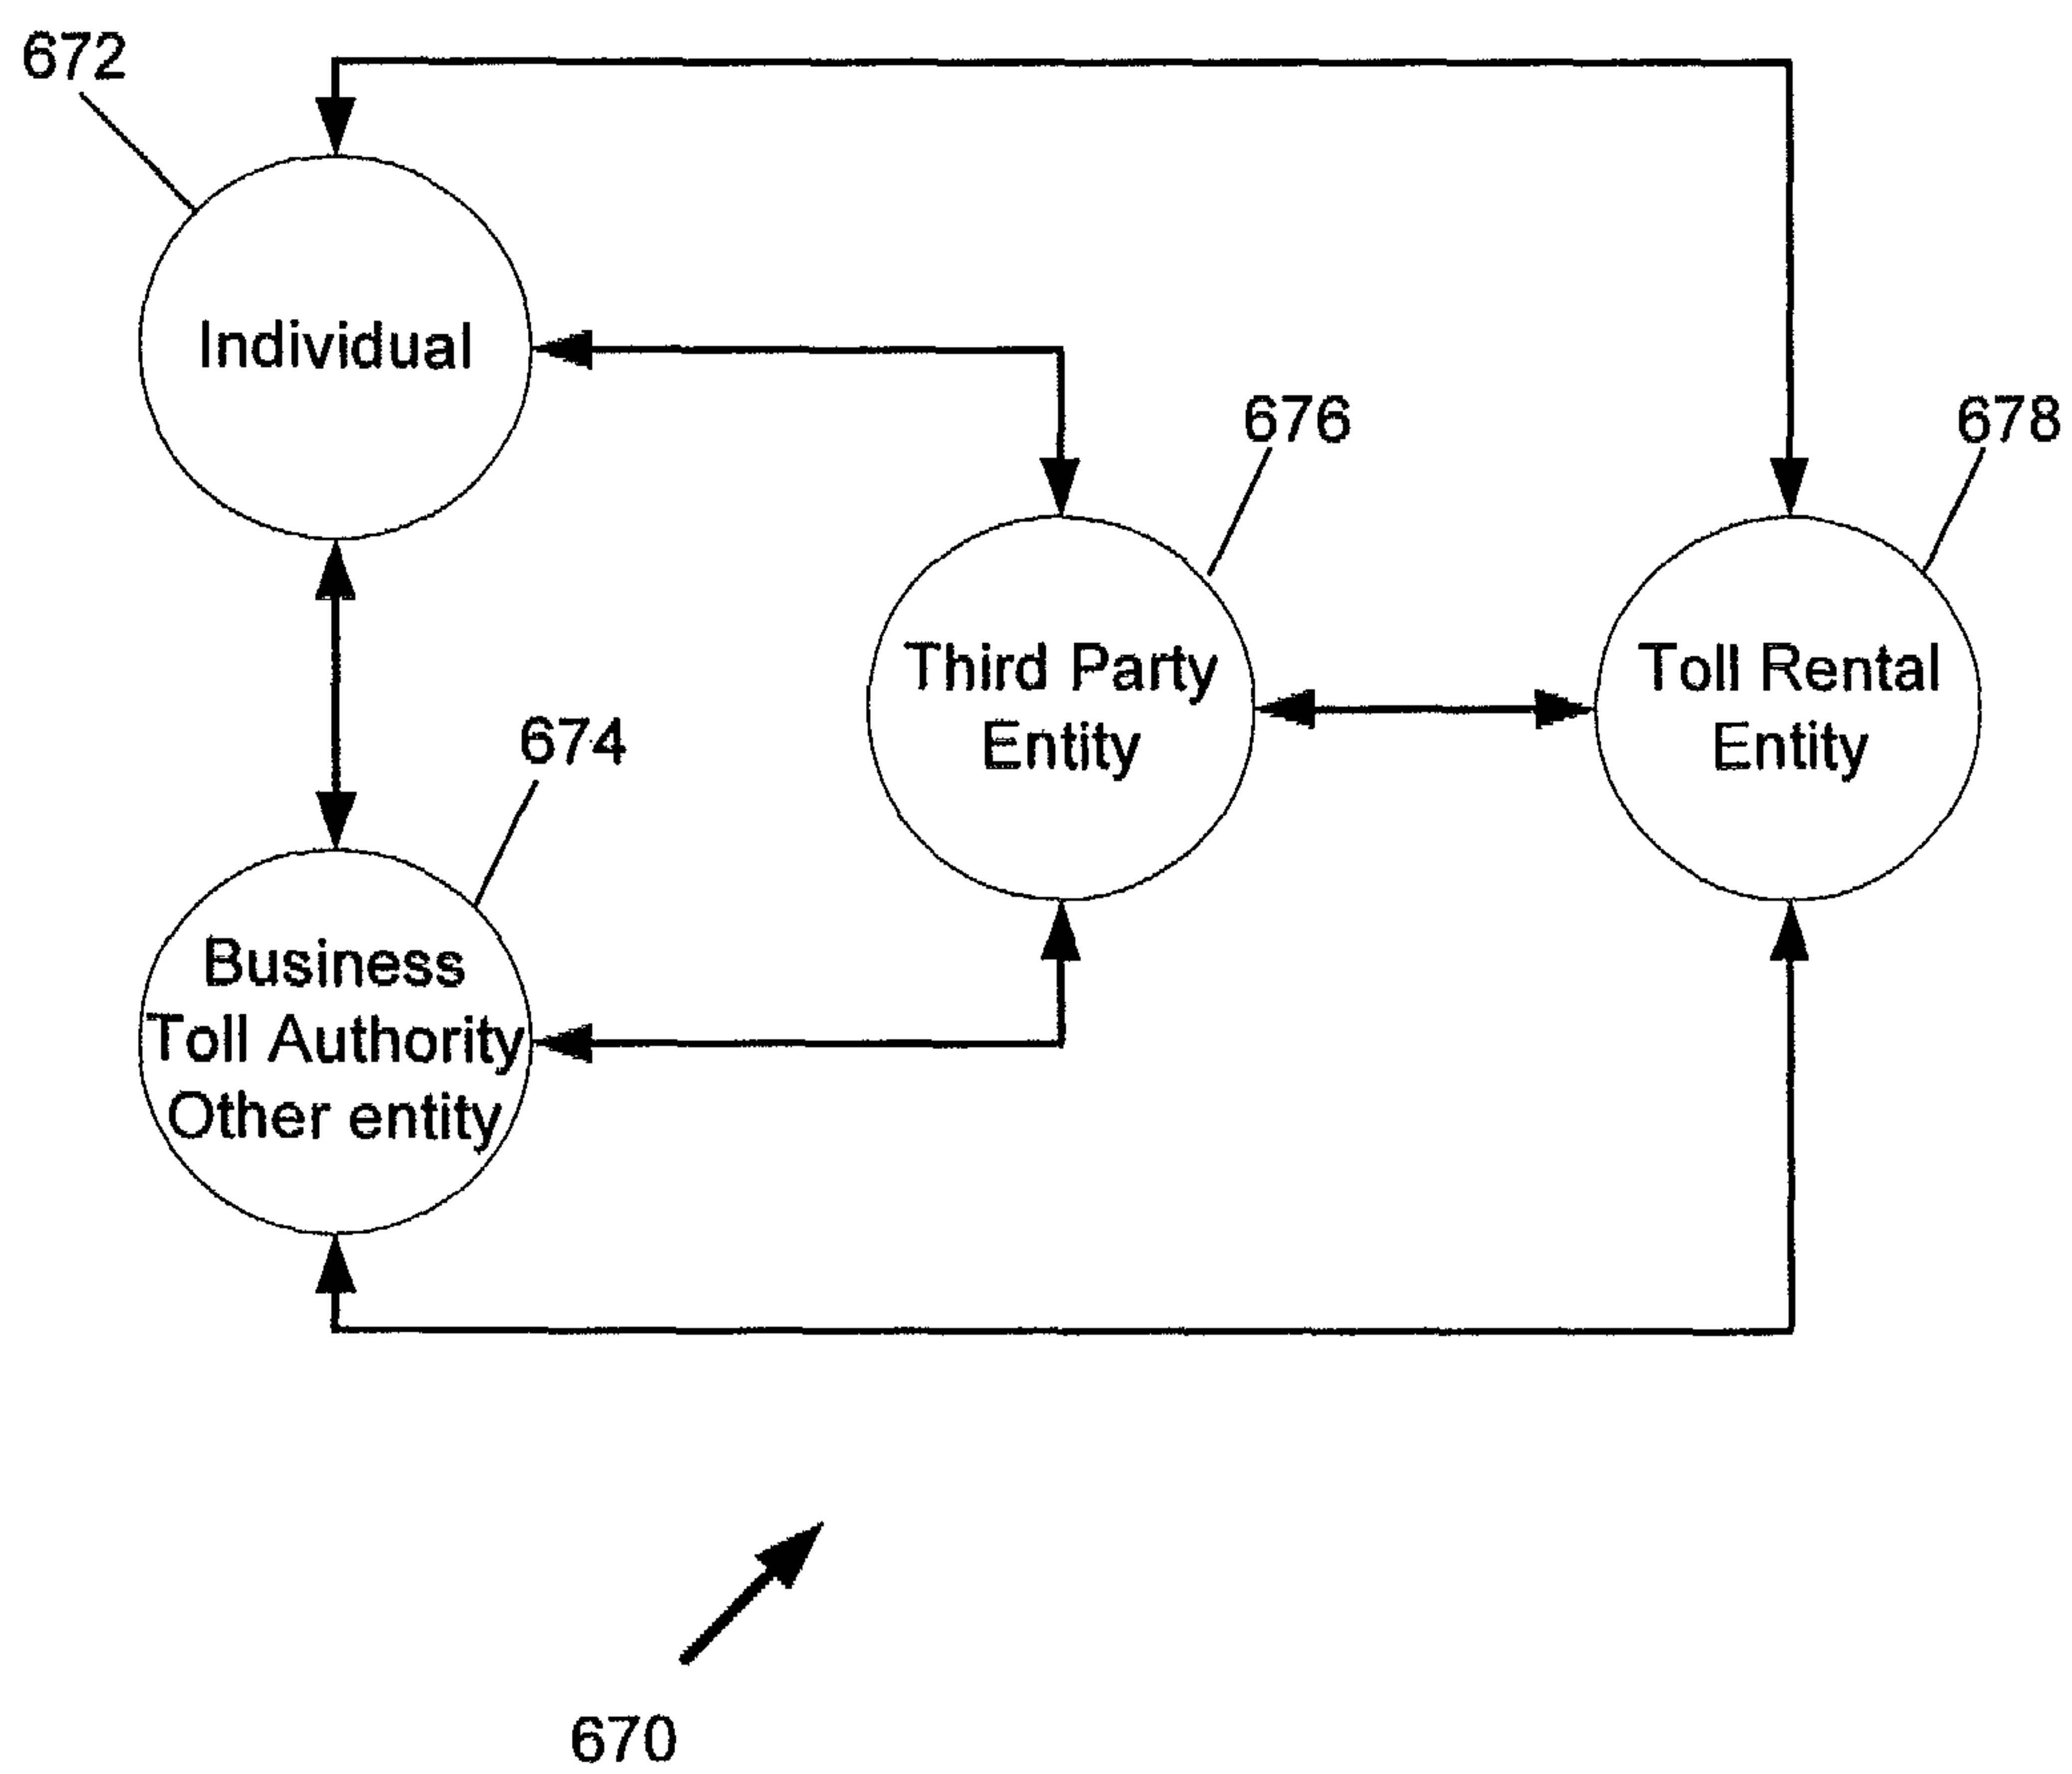 672
Individual
676
678
Third Party
Entity
Toll Rental
Entity
674
Business
Toll Authority
Other entity
670